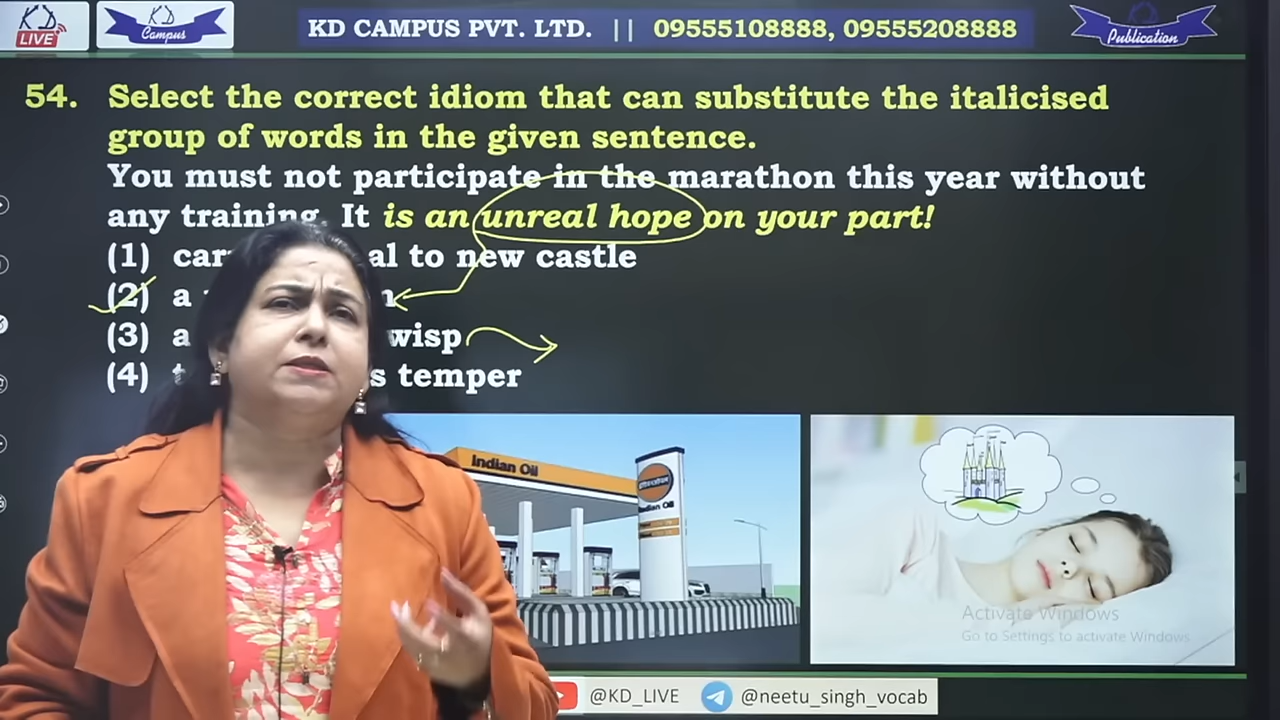 KD
LIVE
KD
Campus
KD CAMPUS PVT. LTD. || 09555108888, 09555208888
Publication
54. Select the correct idiom that can substitute the italicised
group of words in the given sentence.
You must not participate in the marathon this year without
any training. It is an unreal hope on your part!
(1) al to new castle
(2) a
(3) a wisp
(4) s temper
Indian Oil
Indian Oil
Activate Windows
Go to Settings to activate Windows
@KD_LIVE @neetu_singh_vocab